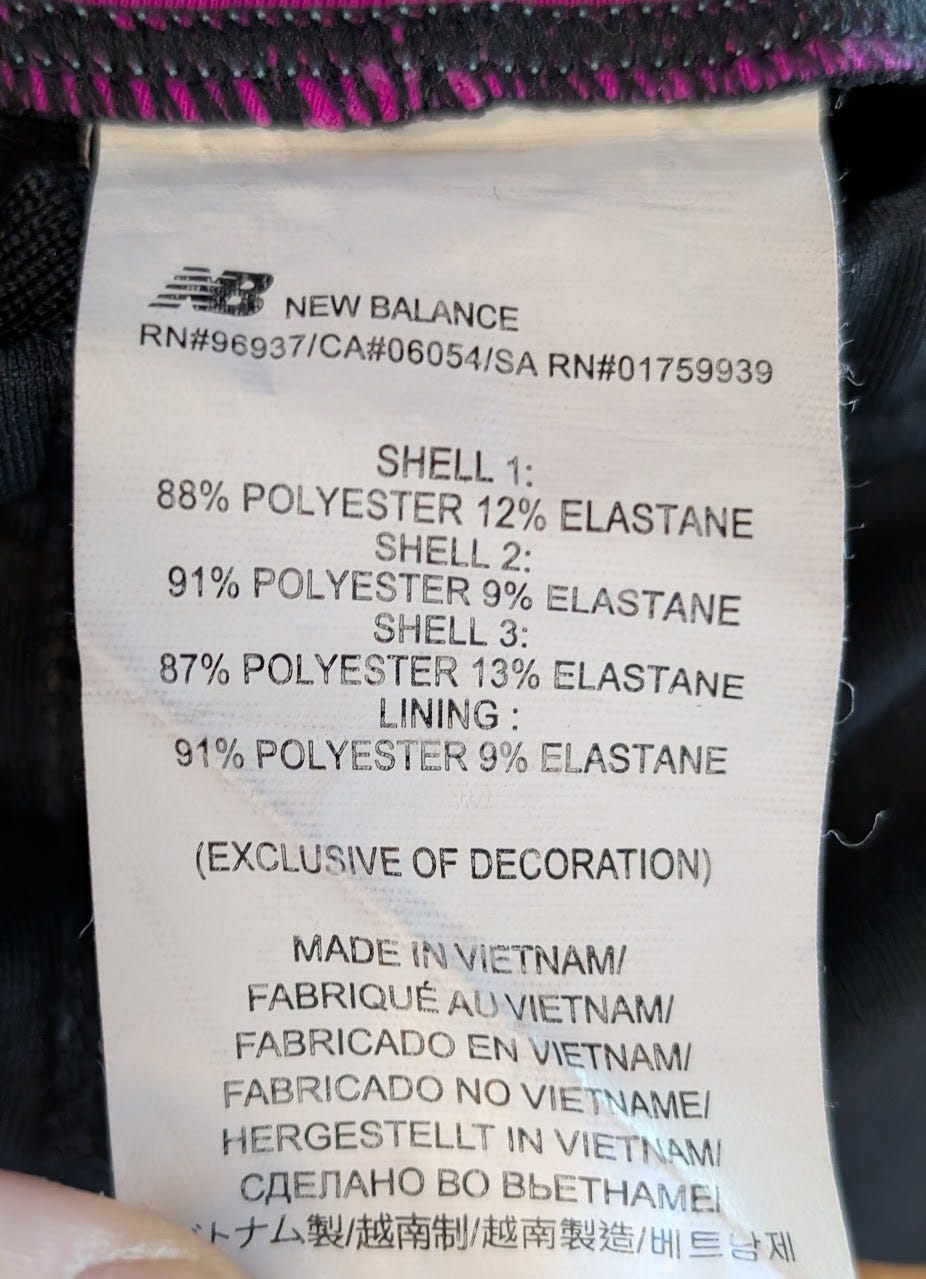 NB NEW BALANCE
RN#96937/CA#06054/SA RN#01759939
SHELL 1:
88% POLYESTER 12% ELASTANE
SHELL 2:
91% POLYESTER 9% ELASTANE
SHELL 3:
87% POLYESTER 13% ELASTANE
LINING :
91% POLYESTER 9% ELASTANE
(EXCLUSIVE OF DECORATION)
MADE IN VIETNAM/
FABRIQUÉ AU VIETNAM/
FABRICADO EN VIETNAM/
FABRICADO NO VIETNAME/
HERGESTELLT IN VIETNAM/
СДЕЛАНО ВО ВЬЕТНАМЕ/
ベトナム製/越南制/越南製造/베트남제